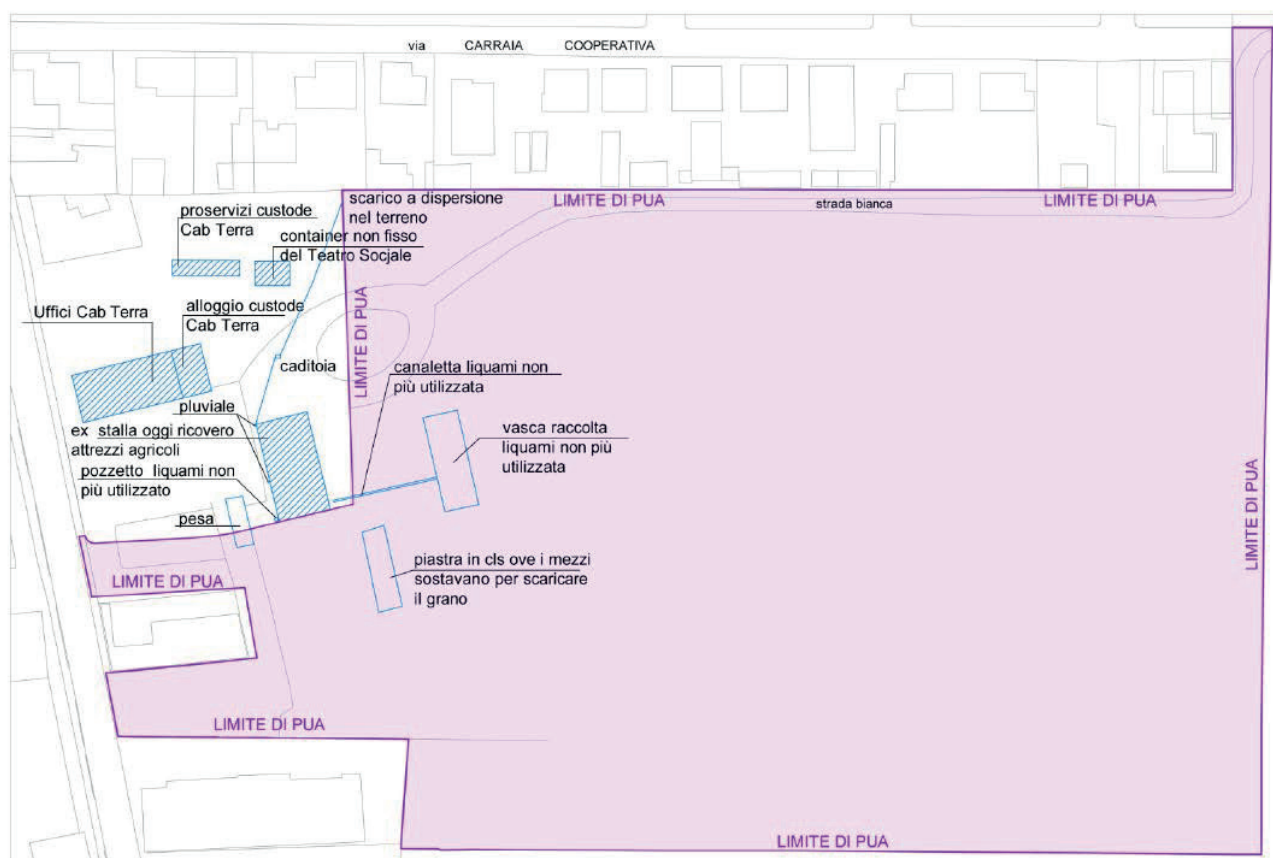 via CARRAIA COOPERATIVA
LIMITE DI PUA
strada bianca
LIMITE DI PUA
scarico a dispersione
nel terreno
proservizi custode
Cab Terra
container non fisso
del Teatro Socjale
Uffici Cab Terra
alloggio custode
Cab Terra
LIMITE DI PUA
caditoia
canaletta liquami non
più utilizzata
pluviale
ex stalla oggi ricovero
attrezzi agricoli
pozzetto liquami non
più utilizzato
vasca raccolta
liquami non più
utilizzata
pesa
piastra in cls ove i mezzi
sostavano per scaricare
il grano
LIMITE DI PUA
LIMITE DI PUA
LIMITE DI PUA
LIMITE DI PUA